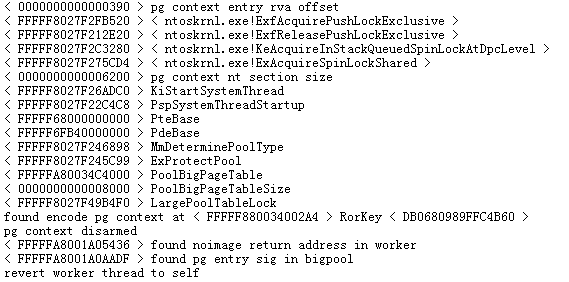 < 0000000000000390 > pg context entry rva offset
< FFFFF8027F2FB520 > < ntoskrnl.exe!ExfAcquirePushLockExclusive >
< FFFFF8027F212E20 > < ntoskrnl.exe!ExfReleasePushLockExclusive >
< FFFFF8027F2C3280 > < ntoskrnl.exe!KeAcquireInStackQueuedSpinLockAtDpcLevel >
< FFFFF8027F275CD4 > < ntoskrnl.exe!ExAcquireSpinLockShared >
< 0000000000006200 > pg context nt section size
< FFFFF8027F26ADC0 > KiStartSystemThread
< FFFFF8027F22C4C8 > PspSystemThreadStartup
< FFFFF68000000000 > PteBase
< FFFFF6FB40000000 > PdeBase
< FFFFF8027F246898 > MmDeterminePoolType
< FFFFF8027F245C99 > ExProtectPool
< FFFFFA80034C4000 > PoolBigPageTable
< 0000000000008000 > PoolBigPageTableSize
< FFFFF8027F49B4F0 > LargePoolTableLock
found encode pg context at < FFFFF880034002A4 > RorKey < DB0680989FFC4B60 >
pg context disarmed
< FFFFFA8001A05436 > found noimage return address in worker
< FFFFFA8001A0AADF > found pg entry sig in bigpool
revert worker thread to self